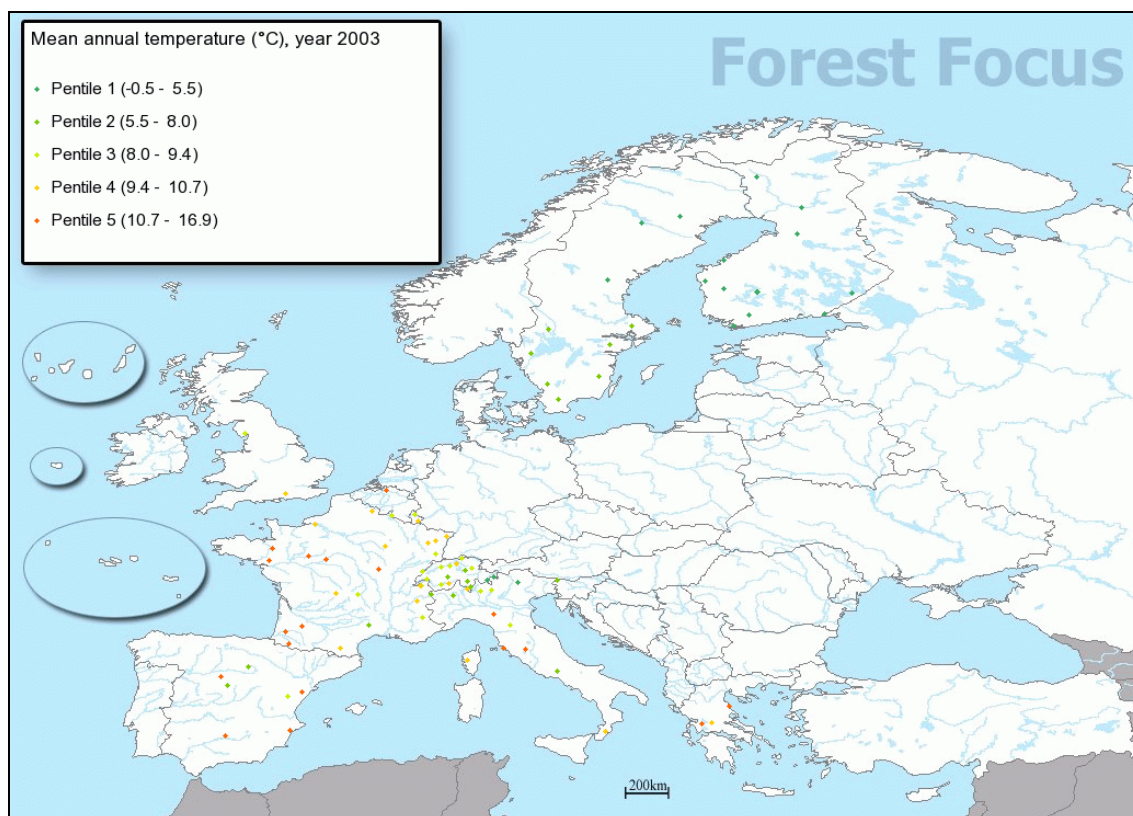 Mean annual temperature (°C), year 2003
Forest Focus
Pentile 1 (-0.5 - 5.5)
Pentile 2 (5.5 - 8.0)
Pentile 3 (8.0 - 9.4)
Pentile 4 (9.4 - 10.7)
Pentile 5 (10.7 - 16.9)
200km